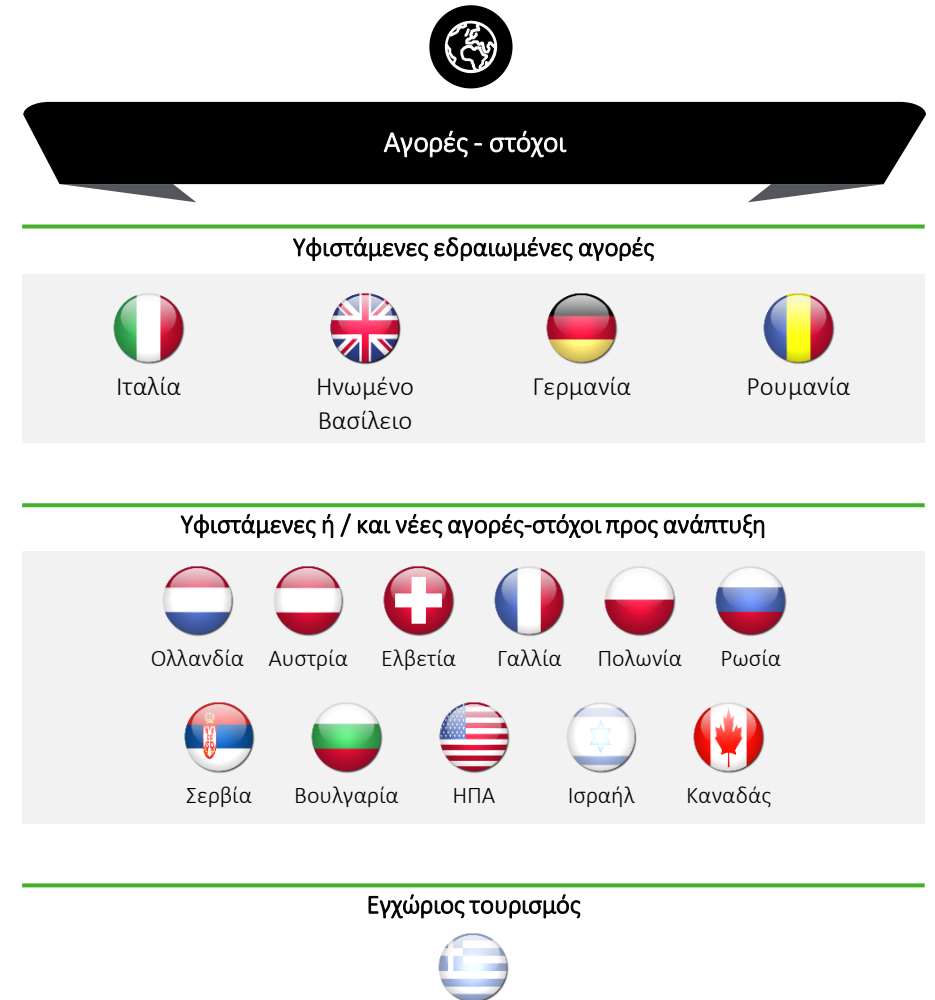 Αγορές - στόχοι
Υφιστάμενες εδραιωμένες αγορές
Ιταλία Ηνωμένο Βασίλειο Γερμανία Ρουμανία
Υφιστάμενες ή / και νέες αγορές-στόχοι προς ανάπτυξη
Ολλανδία Αυστρία Ελβετία Γαλλία Πολωνία Ρωσία
Σερβία Βουλγαρία ΗΠΑ Ισραήλ Καναδάς
Εγχώριος τουρισμός